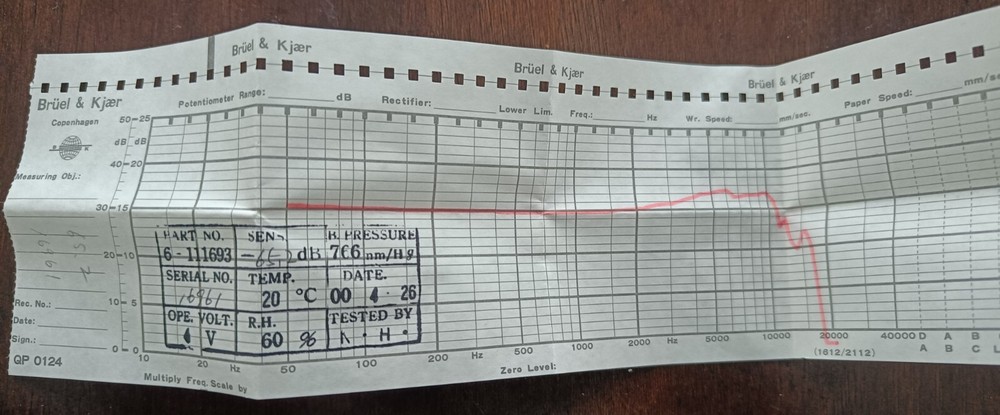 Brüel & Kjær
Brüel & Kjær
Brüel & Kjær
Brüel & Kjær
Copenhagen
Potentiometer Range: dB Rectifier: Lower Lim. Freq.: Hz Wr. Speed: mm/sec. Paper Speed: mm/se
50-25
dB dB
40-20
Measuring Obj.:
30-15
20-10
10-5
0-0
Rec. No.:
Date:
Sign.:
QP 0124
PART NO. SENS B. PRESSURE
6-111693 -65.2 dB 766 mm/Hg
SERIAL NO. TEMP. DATE.
16961 20 °C 00 4 · 26
OPE. VOLT. R.H. TESTED BY
V 60 % · H ·
10 20 Hz 50 100 200 Hz 500 1000 2000 Hz 5000 10000 20000 40000 D A B
(1612/2112) A B C L
Multiply Freq. Scale by Zero Level: